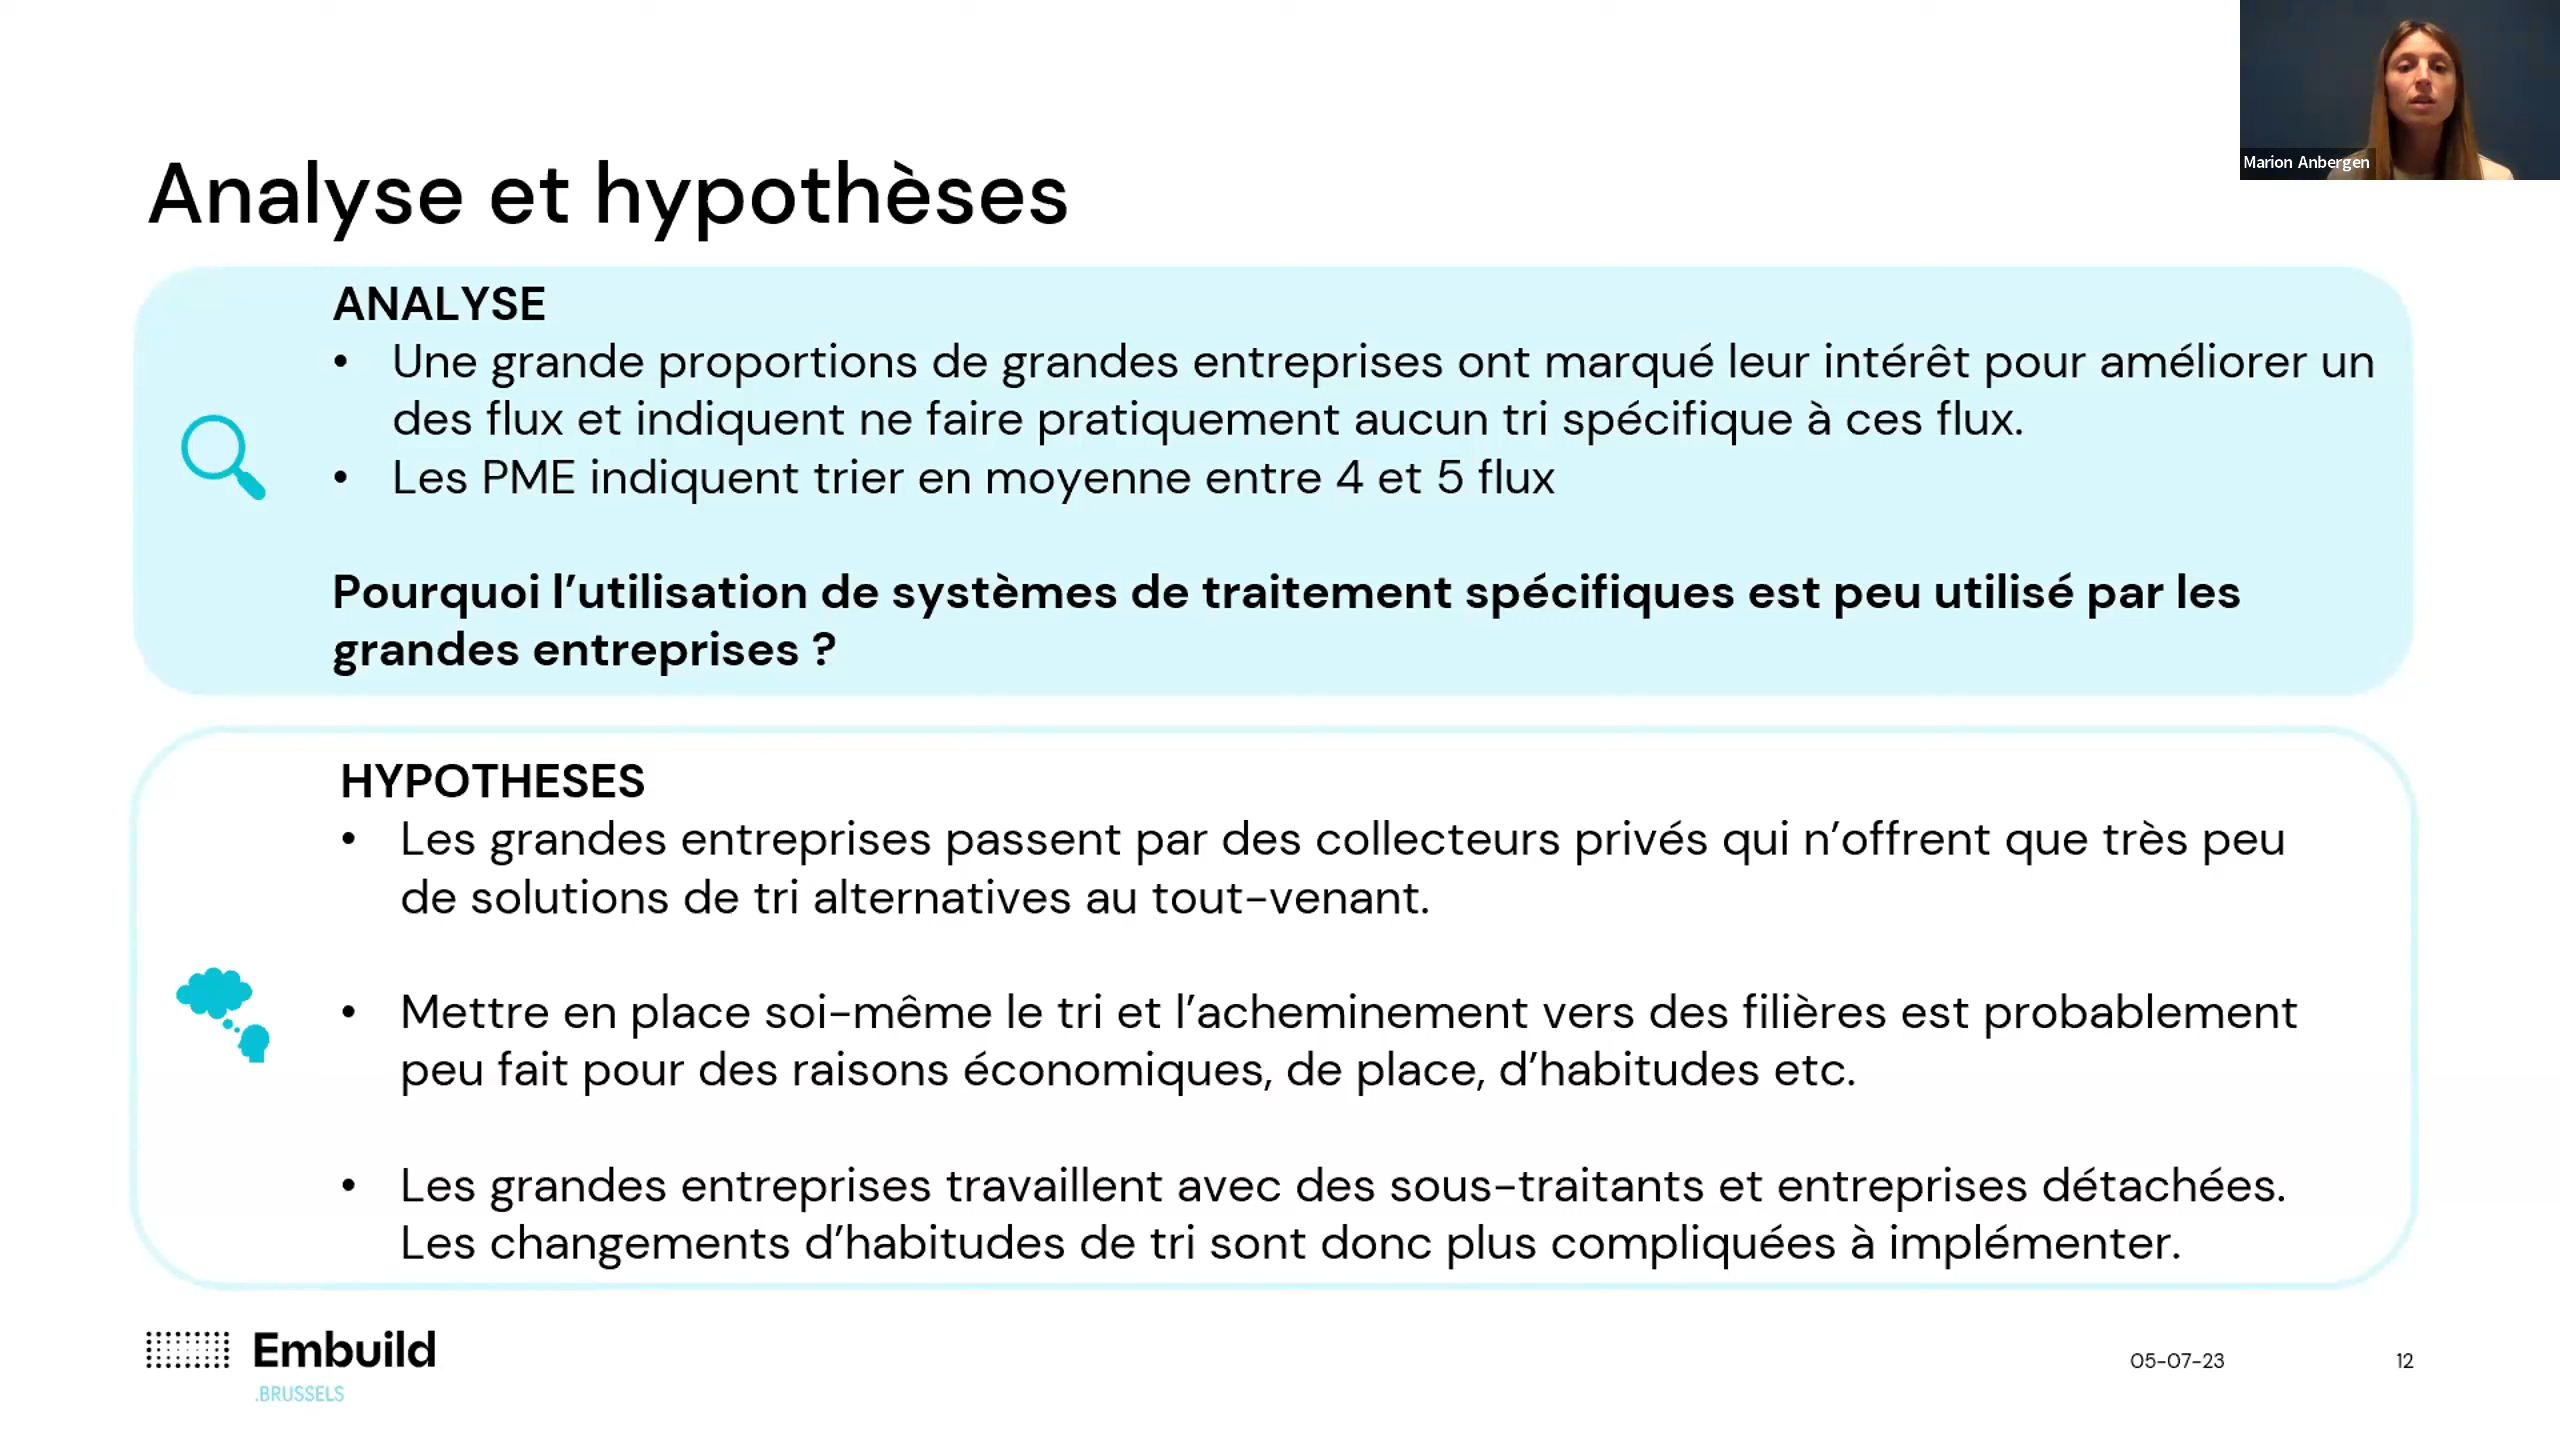 Marion Anbergen
Analyse et hypothèses
ANALYSE
• Une grande proportions de grandes entreprises ont marqué leur intérêt pour améliorer un
des flux et indiquent ne faire pratiquement aucun tri spécifique à ces flux.
• Les PME indiquent trier en moyenne entre 4 et 5 flux
Pourquoi l’utilisation de systèmes de traitement spécifiques est peu utilisé par les
grandes entreprises ?
HYPOTHESES
• Les grandes entreprises passent par des collecteurs privés qui n’offrent que très peu
de solutions de tri alternatives au tout-venant.
• Mettre en place soi-même le tri et l’acheminement vers des filières est probablement
peu fait pour des raisons économiques, de place, d’habitudes etc.
• Les grandes entreprises travaillent avec des sous-traitants et entreprises détachées.
Les changements d’habitudes de tri sont donc plus compliquées à implémenter.
Embuild
.BRUSSELS
05-07-23
12